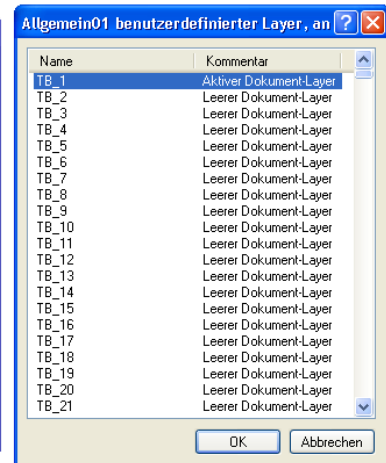 Allgemein01 benutzerdefinierter Layer, an
Name Kommentar
TB_1 Aktiver Dokument-Layer
TB_2 Leerer Dokument-Layer
TB_3 Leerer Dokument-Layer
TB_4 Leerer Dokument-Layer
TB_5 Leerer Dokument-Layer
TB_6 Leerer Dokument-Layer
TB_7 Leerer Dokument-Layer
TB_8 Leerer Dokument-Layer
TB_9 Leerer Dokument-Layer
TB_10 Leerer Dokument-Layer
TB_11 Leerer Dokument-Layer
TB_12 Leerer Dokument-Layer
TB_13 Leerer Dokument-Layer
TB_14 Leerer Dokument-Layer
TB_15 Leerer Dokument-Layer
TB_16 Leerer Dokument-Layer
TB_17 Leerer Dokument-Layer
TB_18 Leerer Dokument-Layer
TB_19 Leerer Dokument-Layer
TB_20 Leerer Dokument-Layer
TB_21 Leerer Dokument-Layer
OK Abbrechen